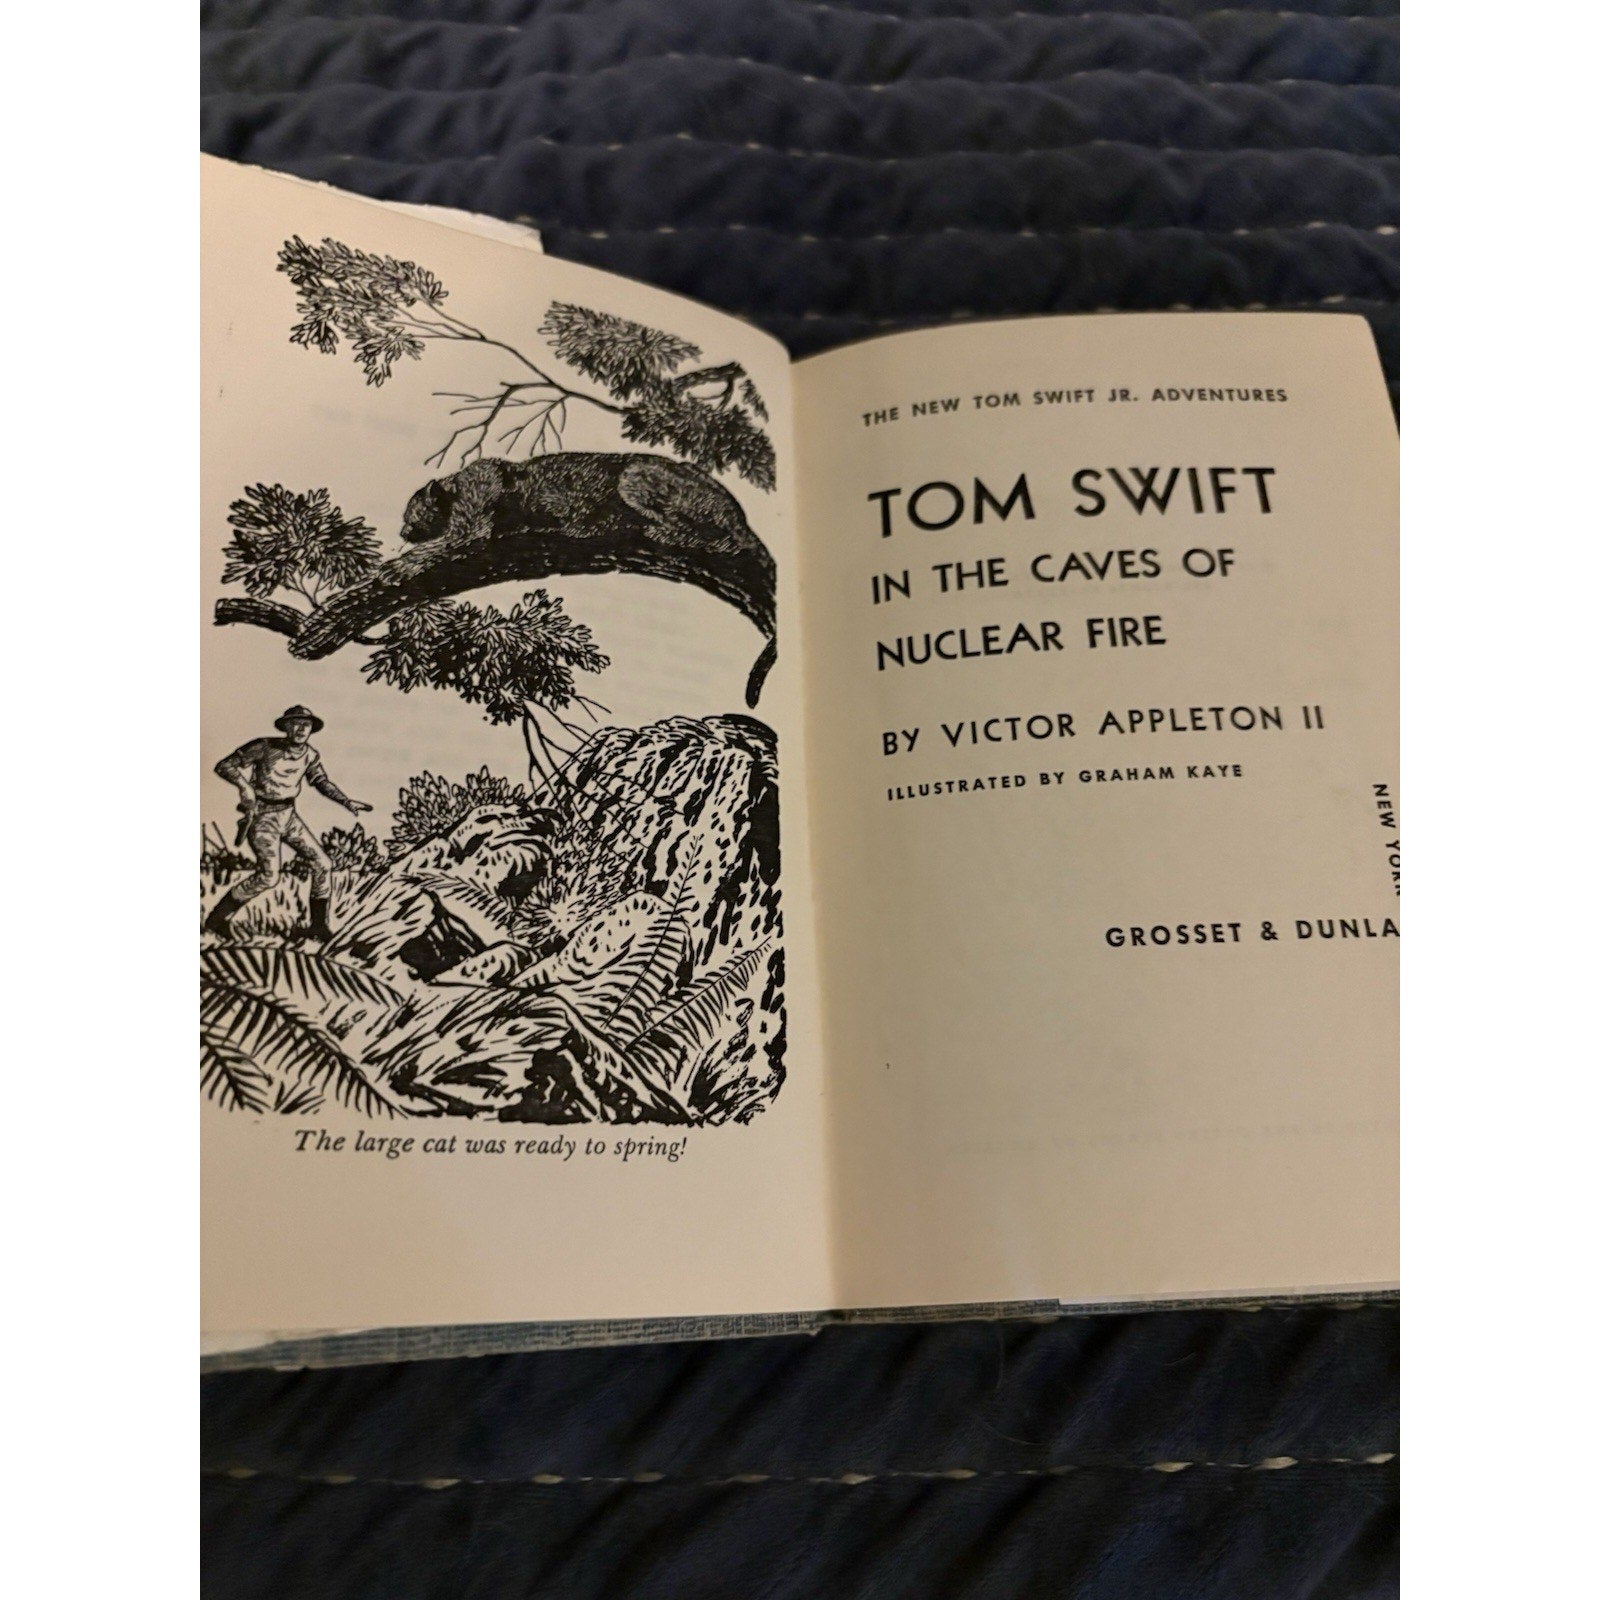 The large cat was ready to spring!
THE NEW TOM SWIFT JR. ADVENTURES
TOM SWIFT
IN THE CAVES OF
NUCLEAR FIRE
BY VICTOR APPLETON II
ILLUSTRATED BY GRAHAM KAYE
NEW YORK
GROSSET & DUNLA